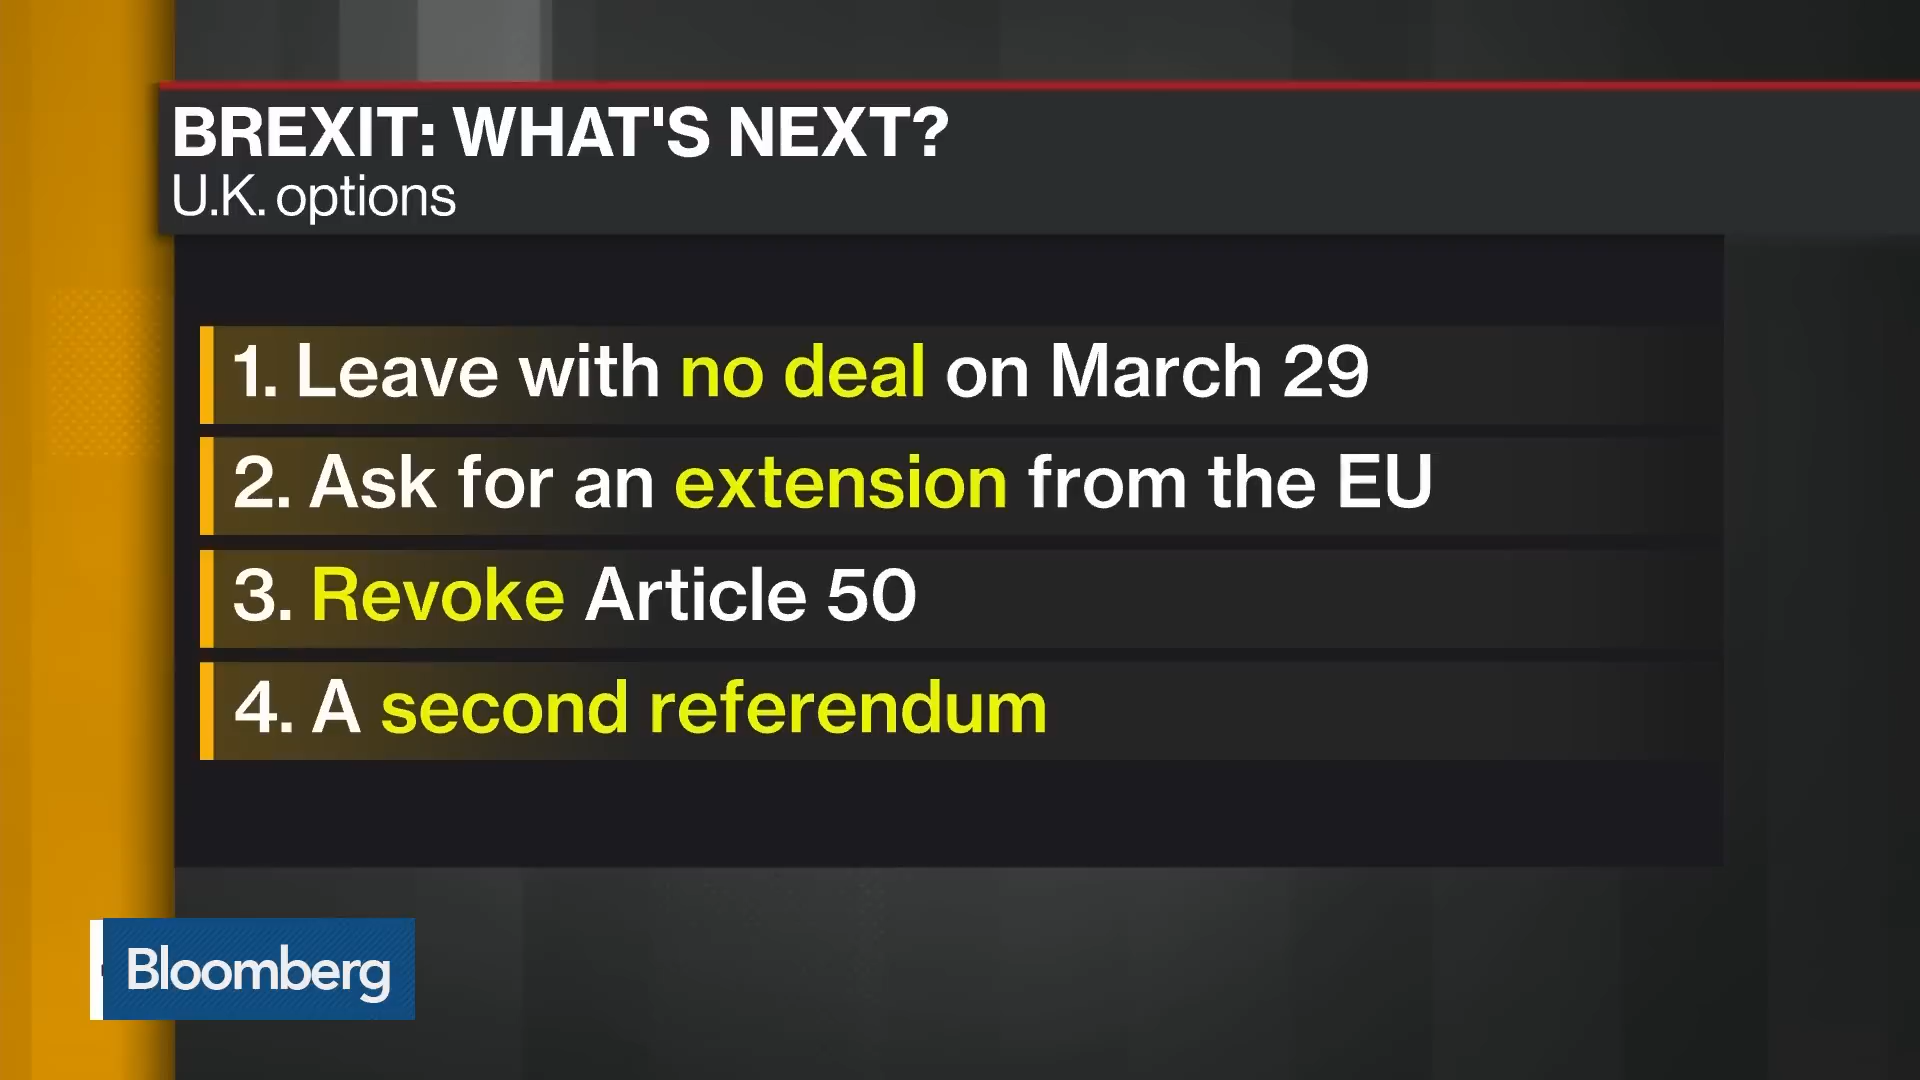 BREXIT: WHAT'S NEXT?
U.K. options
1. Leave with no deal on March 29
2. Ask for an extension from the EU
3. Revoke Article 50
4. A second referendum
Bloomberg